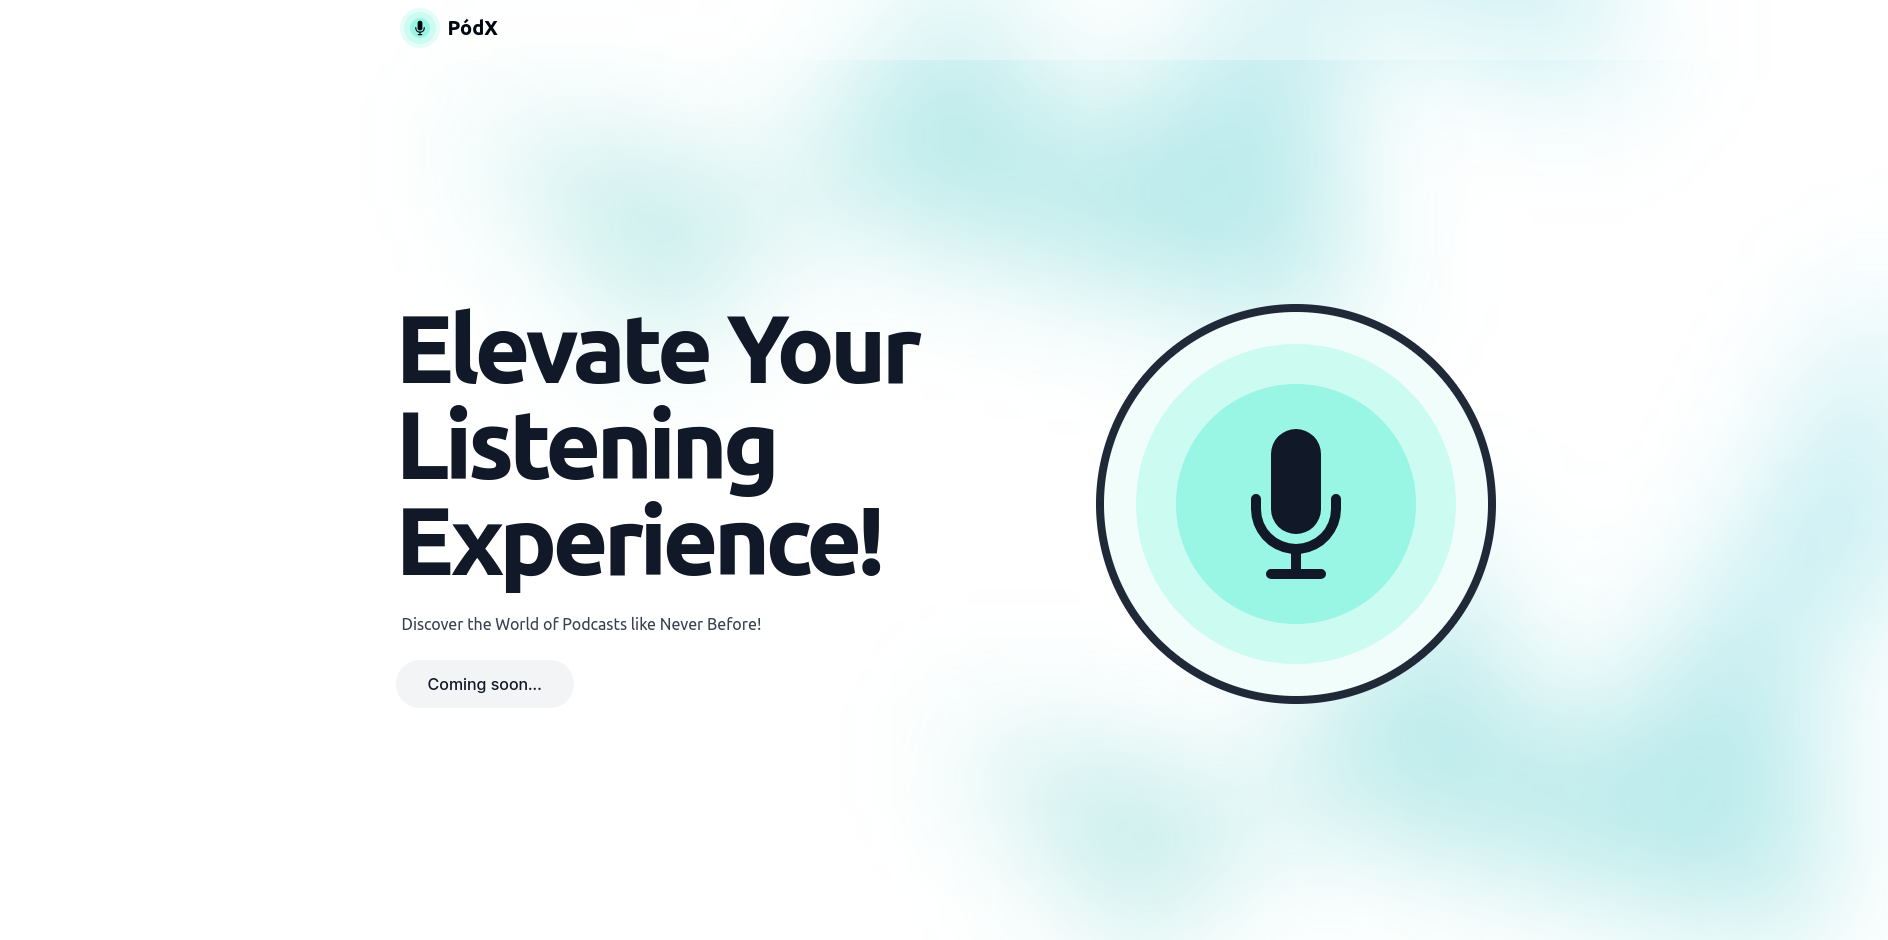 PódX
Elevate Your
Listening
Experience!
Discover the World of Podcasts like Never Before!
Coming soon...